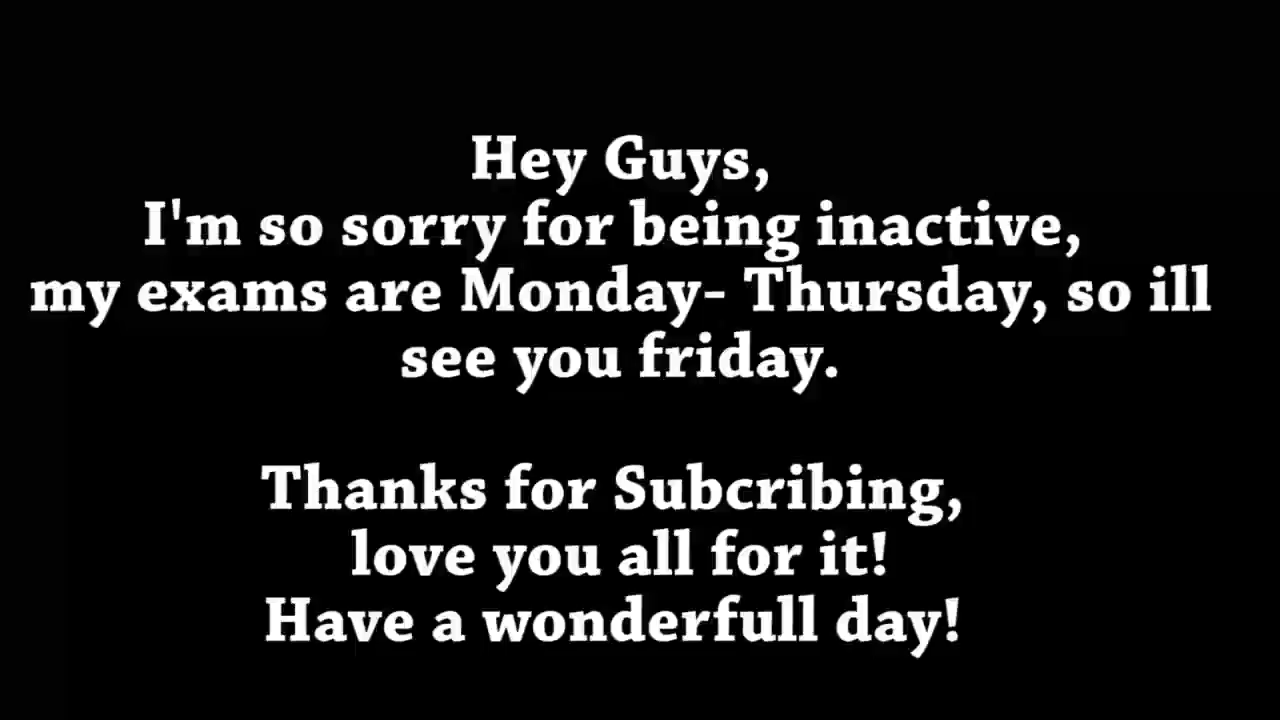 Hey Guys,
I'm so sorry for being inactive,
my exams are Monday- Thursday, so ill
see you friday.
Thanks for Subcribing,
love you all for it!
Have a wonderfull day!